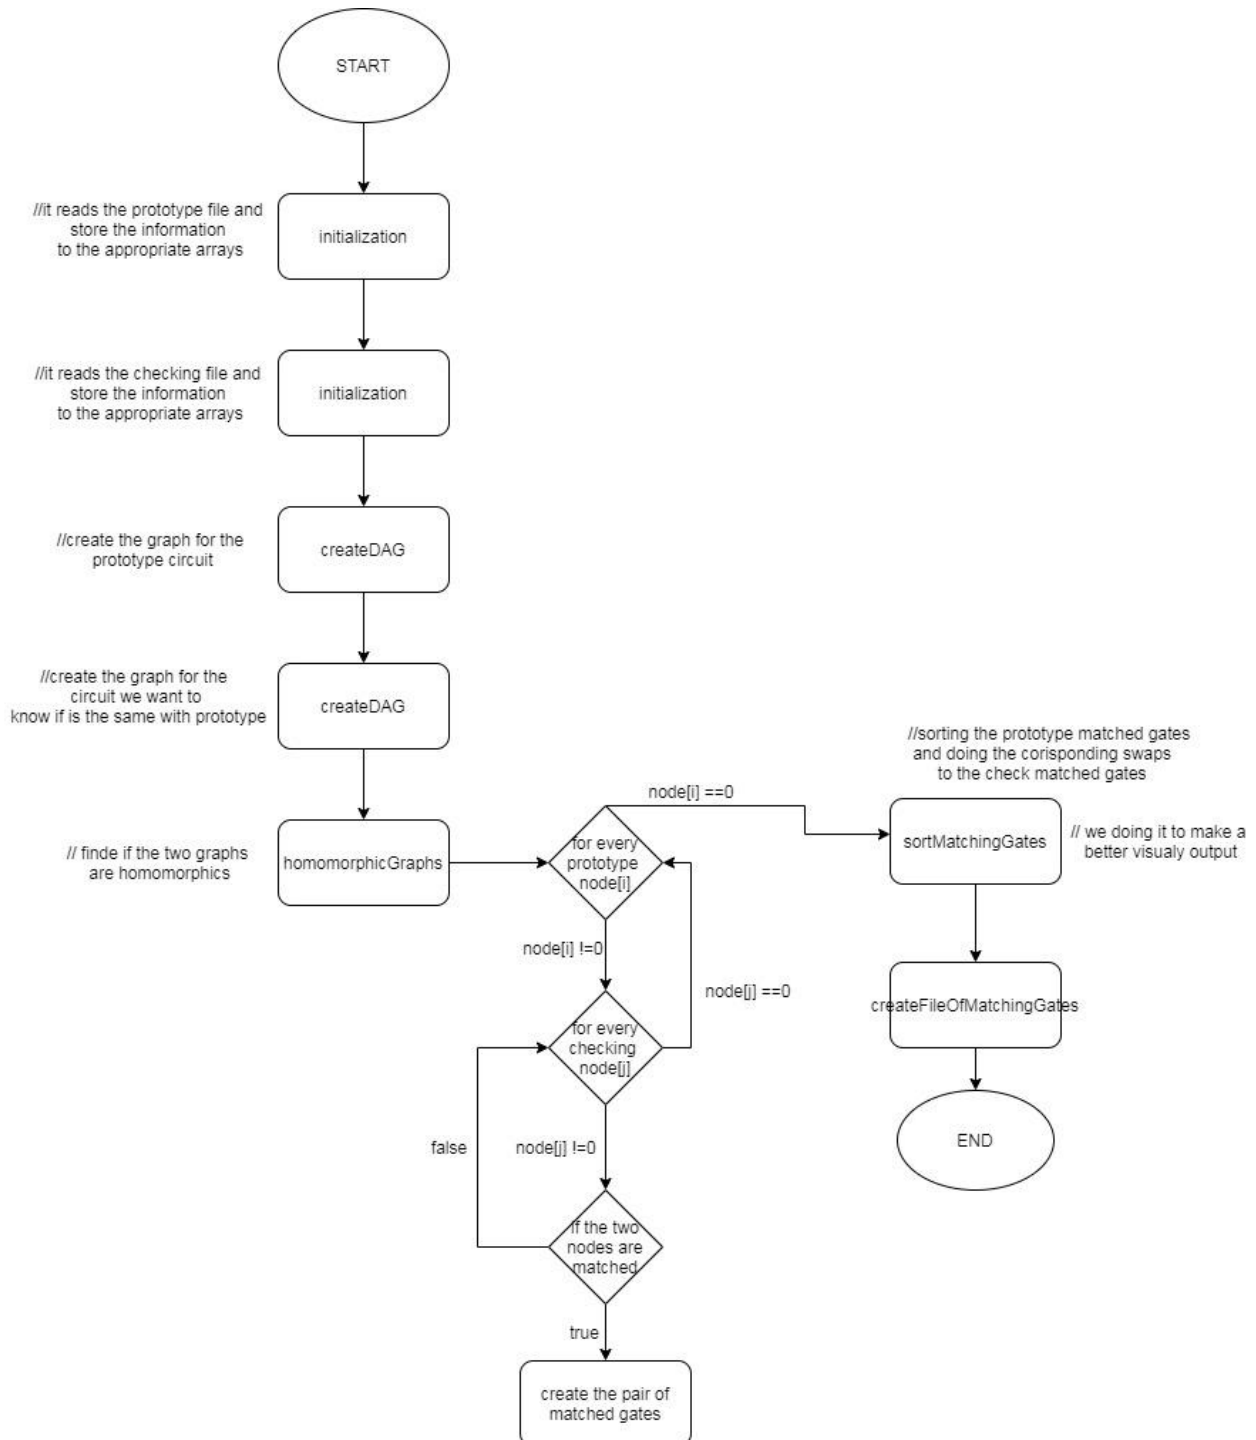 START
//it reads the prototype file and
store the information
to the appropriate arrays
initialization
//it reads the checking file and
store the information
to the appropriate arrays
initialization
//create the graph for the
prototype circuit
createDAG
//create the graph for the
circuit we want to
know if is the same with prototype
createDAG
// finde if the two graphs
are homomorphics
homomorphicGraphs
for every
prototype
node[i]
node[i] ==0
//sorting the prototype matched gates
and doing the corisponding swaps
to the check matched gates
sortMatchingGates
// we doing it to make a
better visualy output
node[i] !=0
node[j] ==0
createFileOfMatchingGates
for every
checking
node[j]
END
false
node[j] !=0
if the two
nodes are
matched
true
create the pair of
matched gates